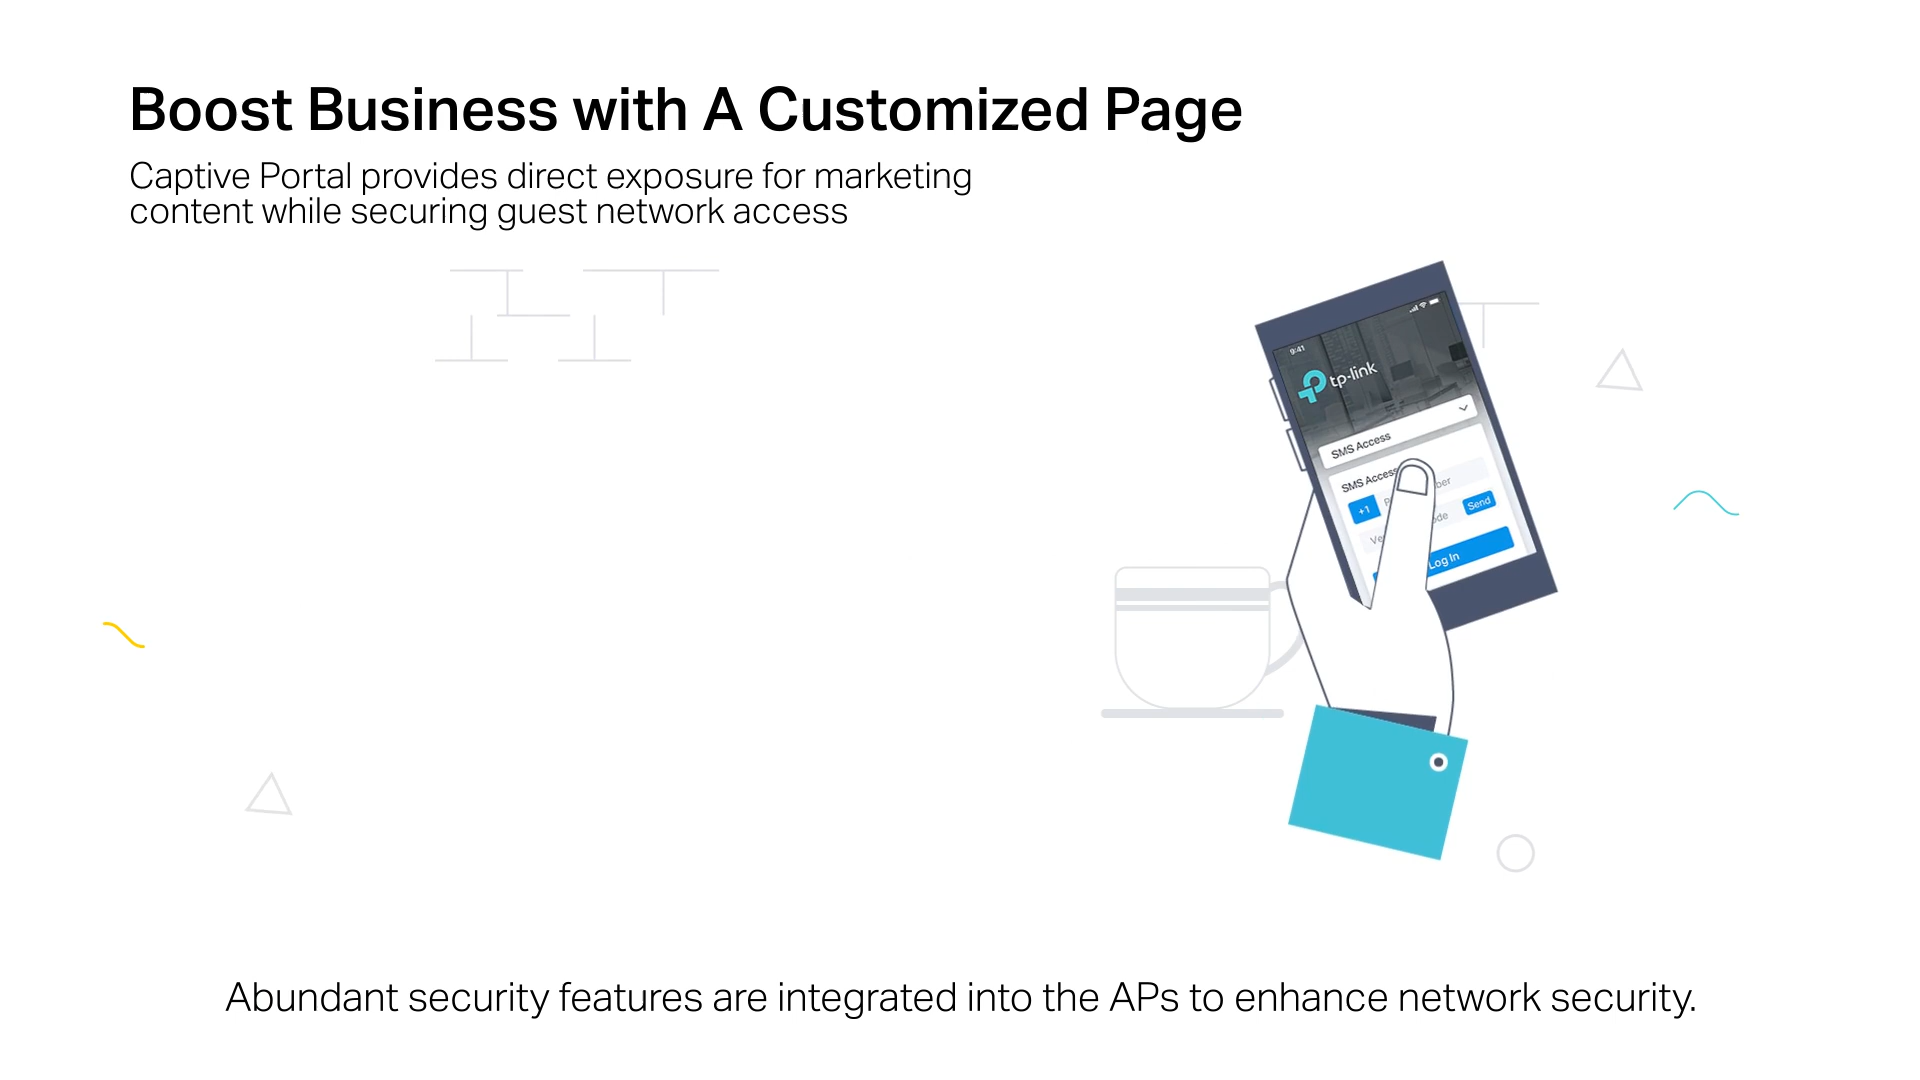 Boost Business with A Customized Page
Captive Portal provides direct exposure for marketing
content while securing guest network access
9:41
tp-link
SMS Access
SMS Access
+1
Send
Log In
Abundant security features are integrated into the APs to enhance network security.